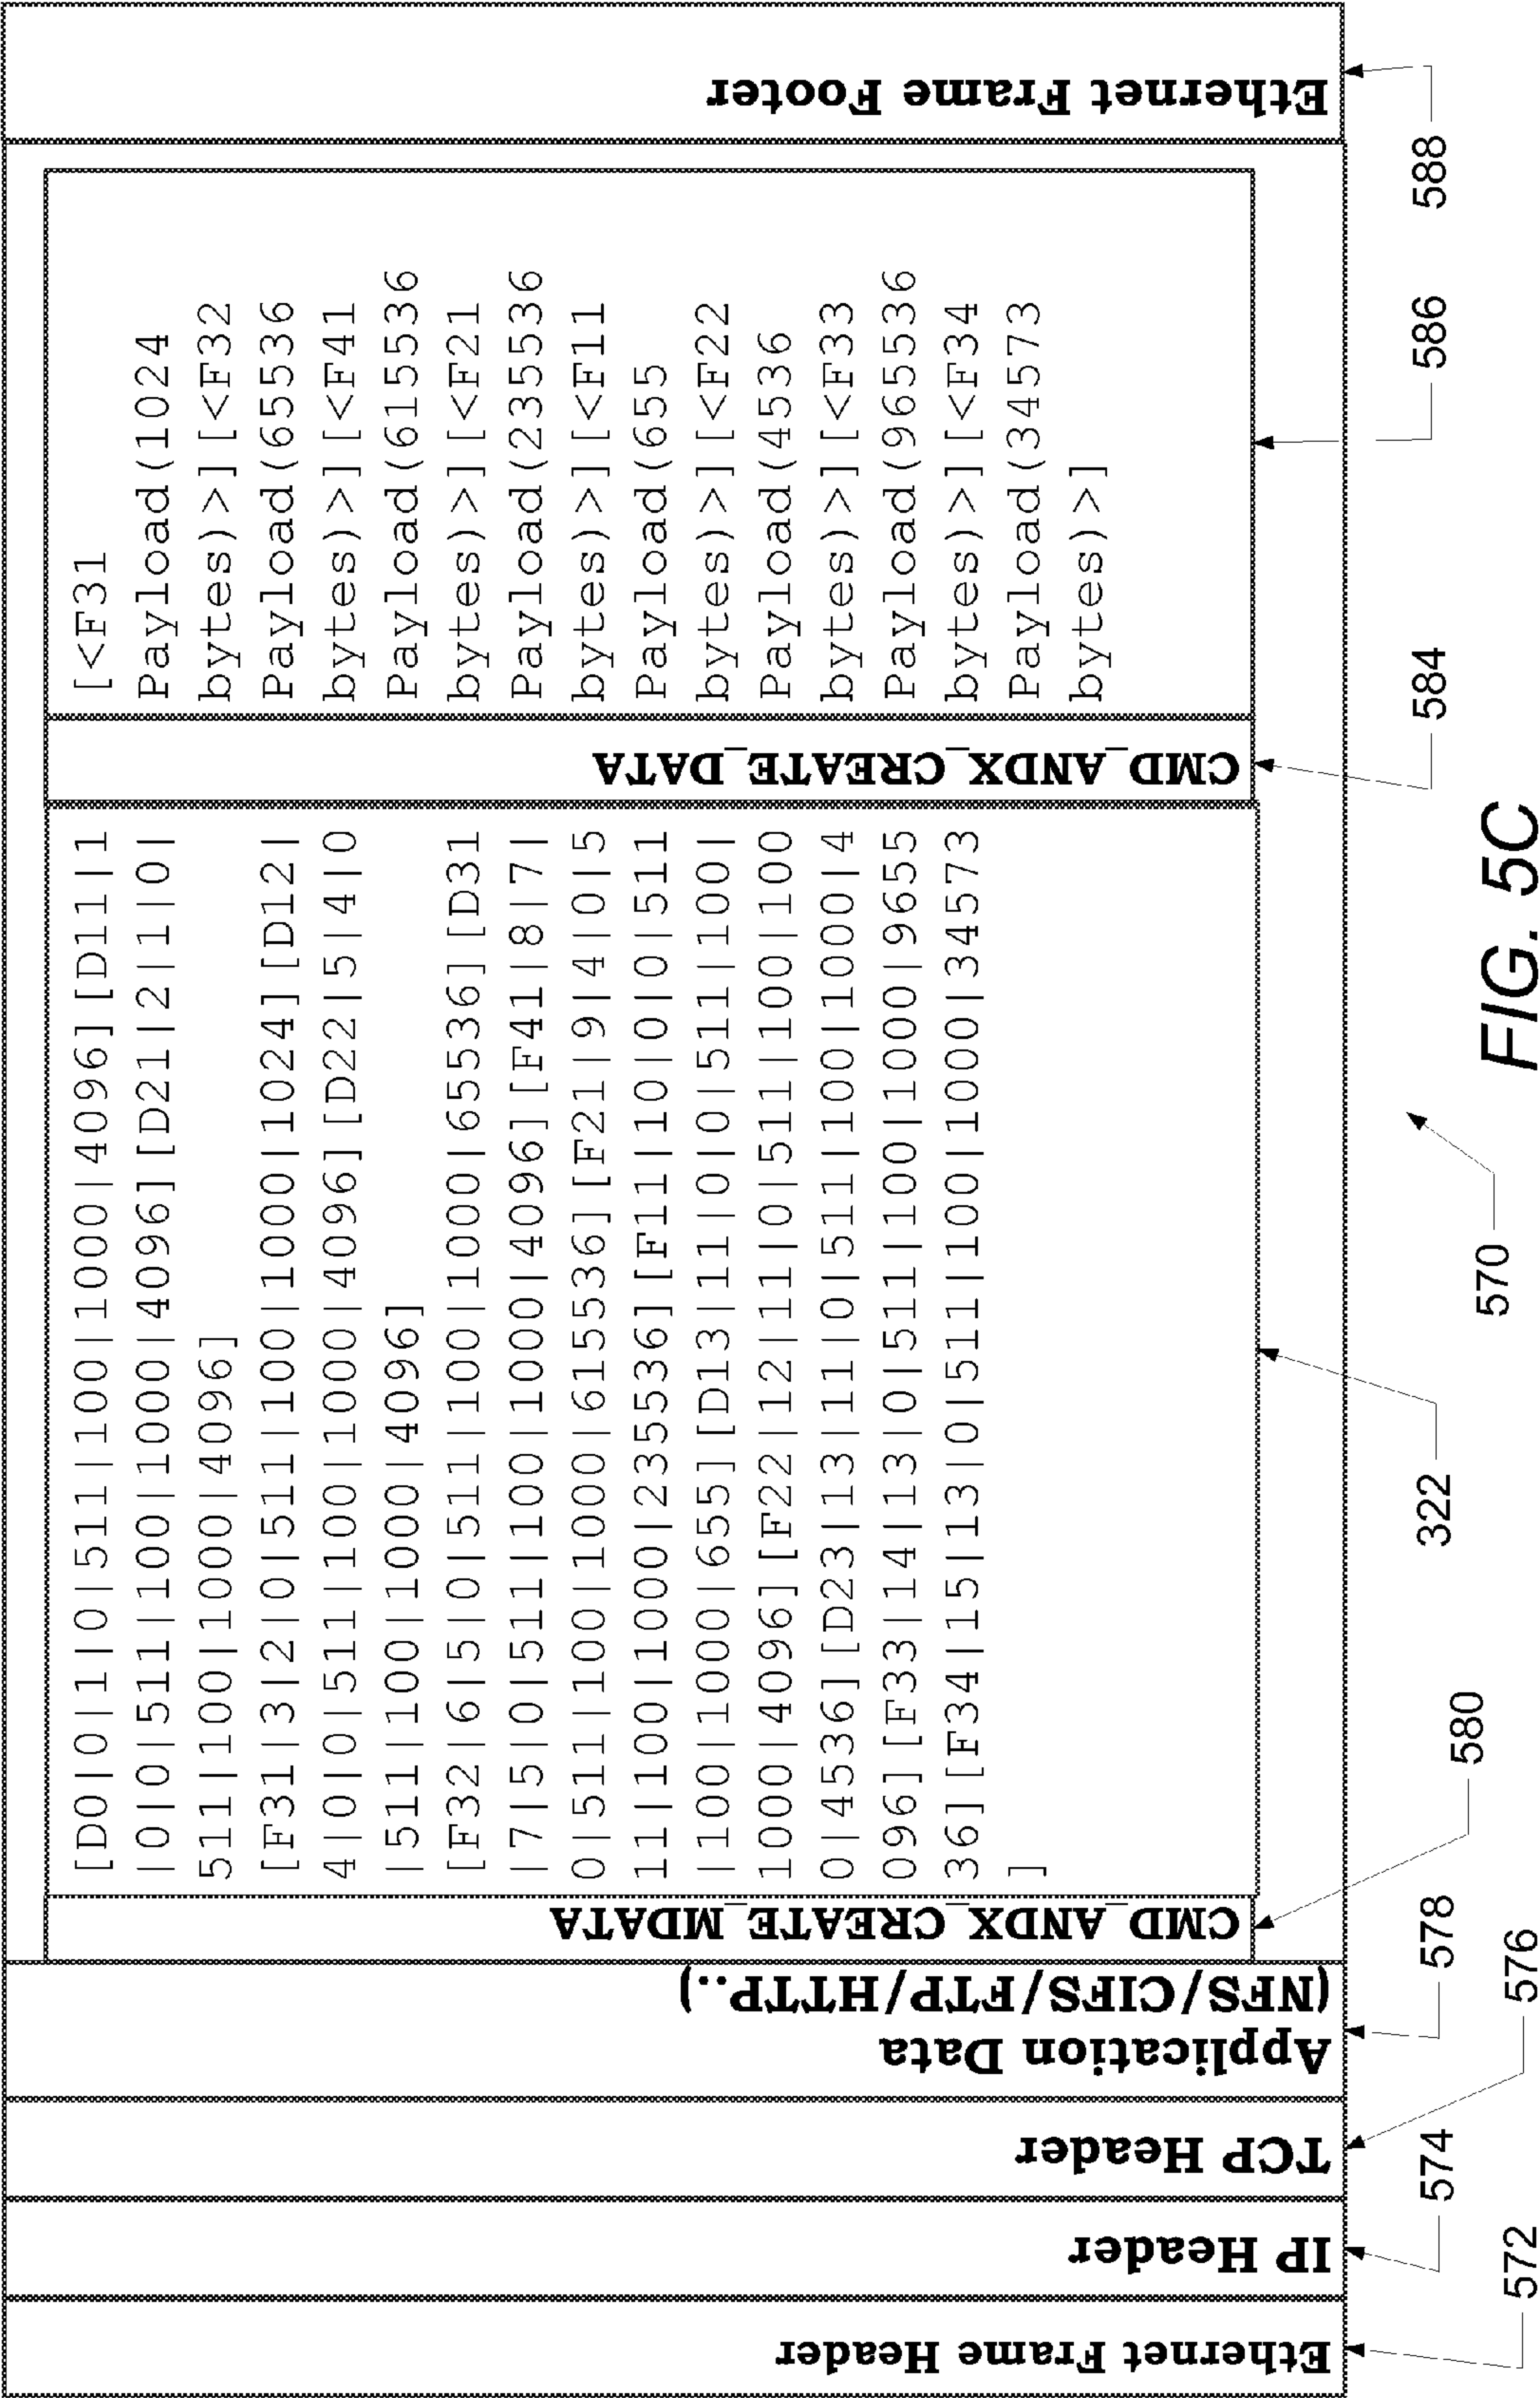 Ethernet Frame Header
IP Header
TCP Header
Application Data
(NFS/CIFS/FTP/HTTP..)
CMD_ANDX_CREATE_MDATA
[D0|0|1|0|511|100|1000|4096][D11|1
|0|0|511|100|1000|4096][D21|2|1|0|
511|100|1000|4096]
[F31|3|2|0|511|100|1000|1024][D12|
4|0|0|511|100|1000|4096][D22|5|4|0
|511|100|1000|4096]
[F32|6|5|0|511|100|1000|65536][D31
|7|5|0|511|100|1000|4096][F41|8|7|
0|511|100|1000|615536][F21|9|4|0|5
11|100|1000|235536][F11|10|0|0|511
|100|1000|655][D13|11|0|0|511|100|
1000|4096][F22|12|11|0|511|100|100
0|4536][D23|13|11|0|511|100|1000|4
096][F33|14|13|0|511|100|1000|9655
36][F34|15|13|0|511|100|1000|34573
]
CMD_ANDX_CREATE_DATA
[<F31
Payload(1024
bytes)>][<F32
Payload(65536
bytes)>][<F41
Payload(615536
bytes)>][<F21
Payload(235536
bytes)>][<F11
Payload(655
bytes)>][<F22
Payload(4536
bytes)>][<F33
Payload(965536
bytes)>][<F34
Payload(34573
bytes)>]
Ethernet Frame Footer
572
574
576
578
580
322
584
586
588
570
FIG. 5C